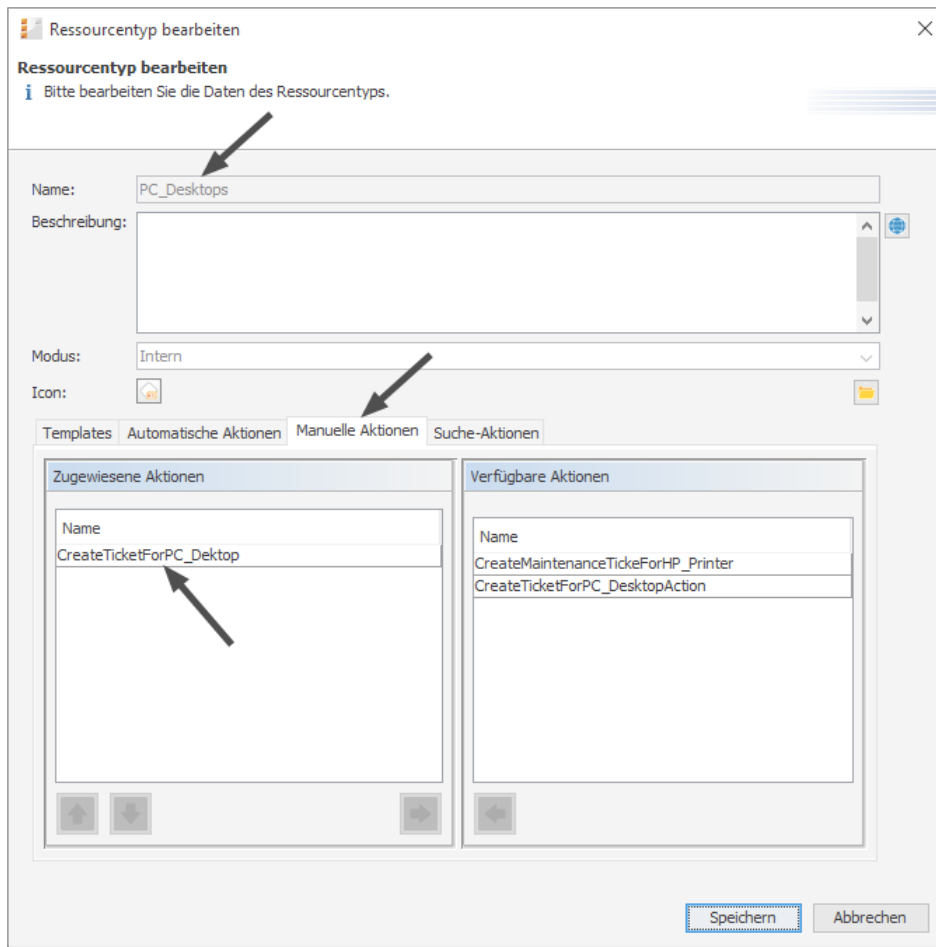 Ressourcentyp bearbeiten
Ressourcentyp bearbeiten
i Bitte bearbeiten Sie die Daten des Ressourcentyps.
Name: PC_Desktops
Beschreibung:
Modus: Intern
Icon:
Templates Automatische Aktionen Manuelle Aktionen Suche-Aktionen
Zugewiesene Aktionen
Name
CreateTicketForPC_Dektop
Verfügbare Aktionen
Name
CreateMaintenanceTickeForHP_Printer
CreateTicketForPC_DesktopAction
Speichern Abbrechen